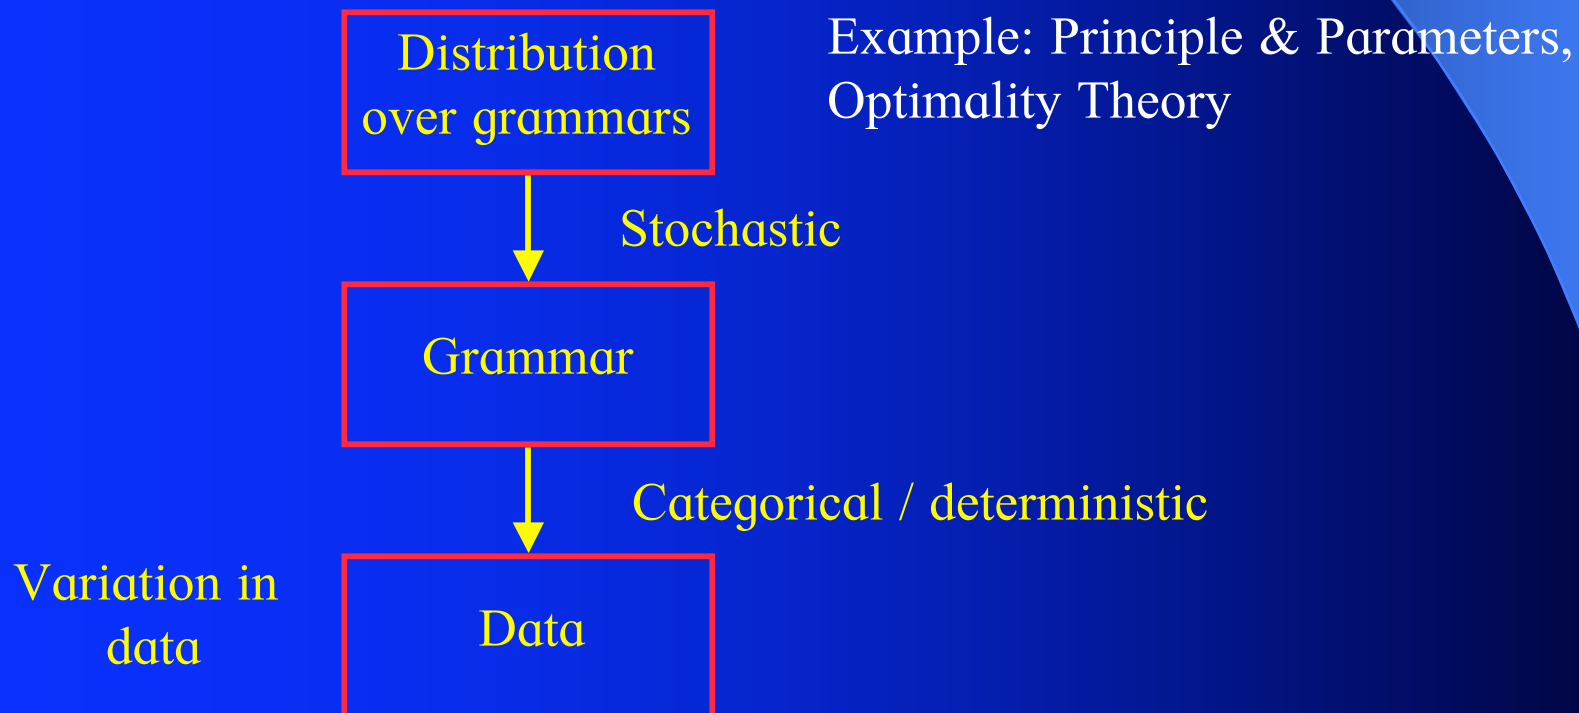 Distribution
over grammars
Example: Principle & Parameters,
Optimality Theory
Stochastic
Grammar
Categorical / deterministic
Variation in
data
Data